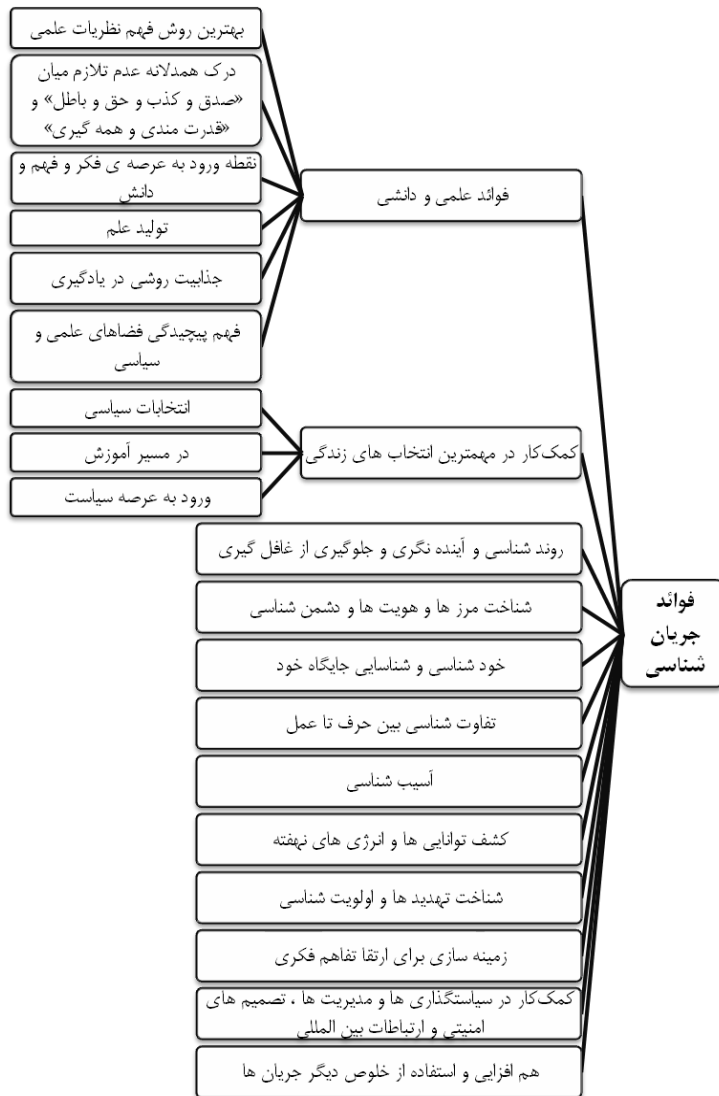 فوائد
جریان
شناسی
فوائد علمی و دانشی
بهترین روش فهم نظریات علمی
درک همدلانه عدم تلازم میان
«صدق و کذب و حق و باطل» و
«قدرت مندی و همه گیری»
نقطه ورود به عرصه ی فکر و فهم و
دانش
تولید علم
جذابیت روشی در یادگیری
فهم پیچیدگی فضاهای علمی و
سیاسی
کمک‌کار در مهمترین انتخاب های زندگی
انتخابات سیاسی
در مسیر آموزش
ورود به عرصه سیاست
روند شناسی و آینده نگری و جلوگیری از غافل گیری
شناخت مرز ها و هویت ها و دشمن شناسی
خود شناسی و شناسایی جایگاه خود
تفاوت شناسی بین حرف تا عمل
آسیب شناسی
کشف توانایی ها و انرژی های نهفته
شناخت تهدید ها و اولویت شناسی
زمینه سازی برای ارتقا تفاهم فکری
کمک‌کار در سیاستگذاری ها و مدیریت ها ، تصمیم های
امنیتی و ارتباطات بین المللی
هم افزایی و استفاده از خلوص دیگر جریان ها